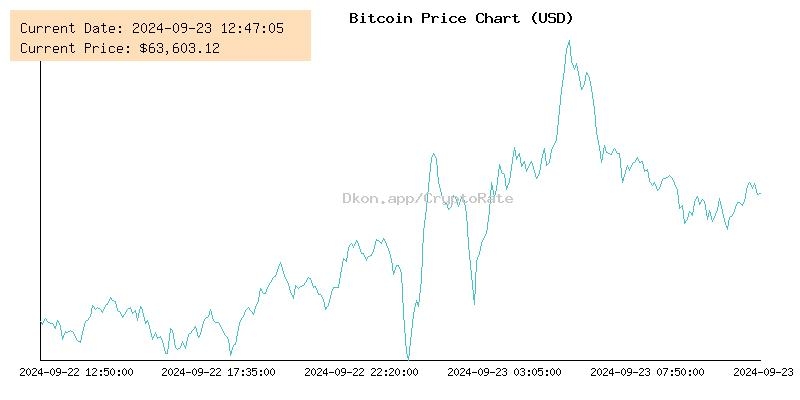 Bitcoin Price Chart (USD)
Current Date: 2024-09-23 12:47:05
Current Price: $63,603.12
Dkon.app/CryptoRate
2024-09-22 12:50:00 2024-09-22 17:35:00 2024-09-22 22:20:00 2024-09-23 03:05:00 2024-09-23 07:50:00 2024-09-23